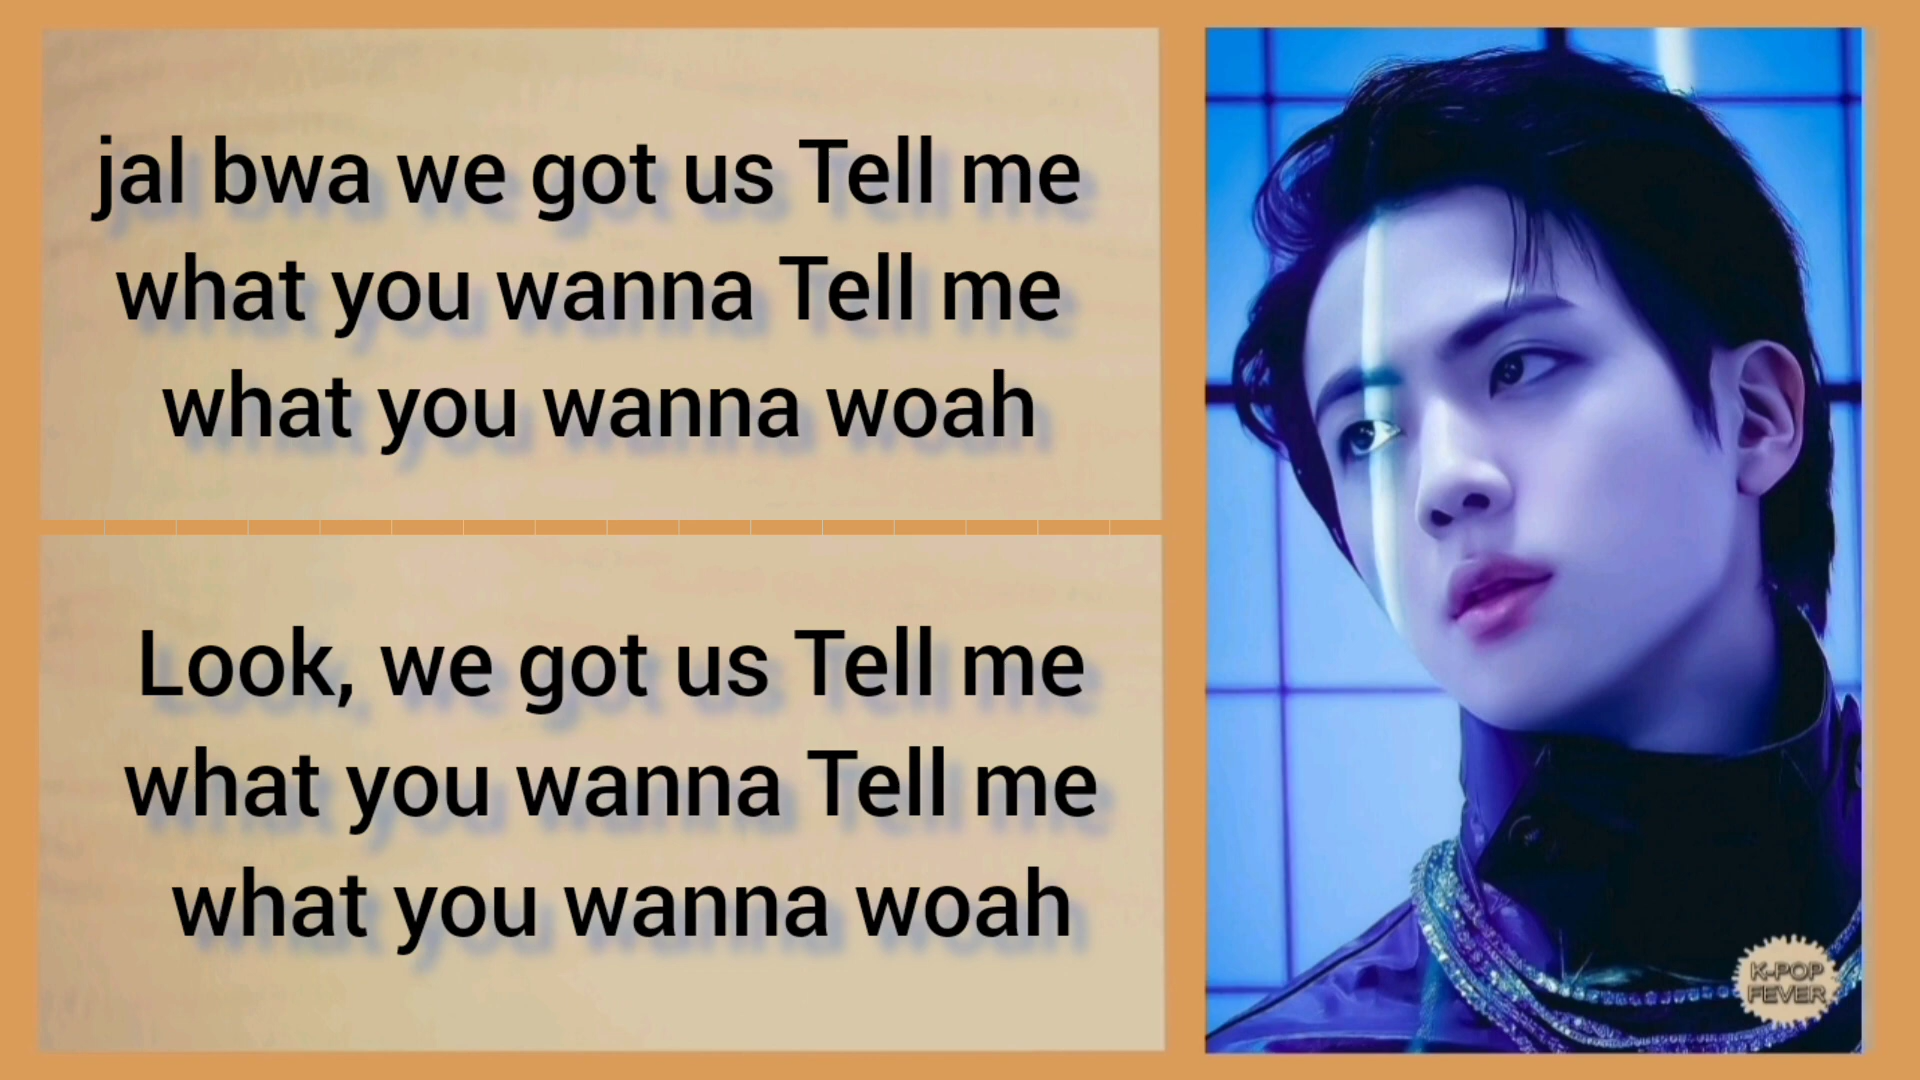 jal bwa we got us Tell me
what you wanna Tell me
what you wanna woah
Look, we got us Tell me
what you wanna Tell me
what you wanna woah
K-POP
FEVER